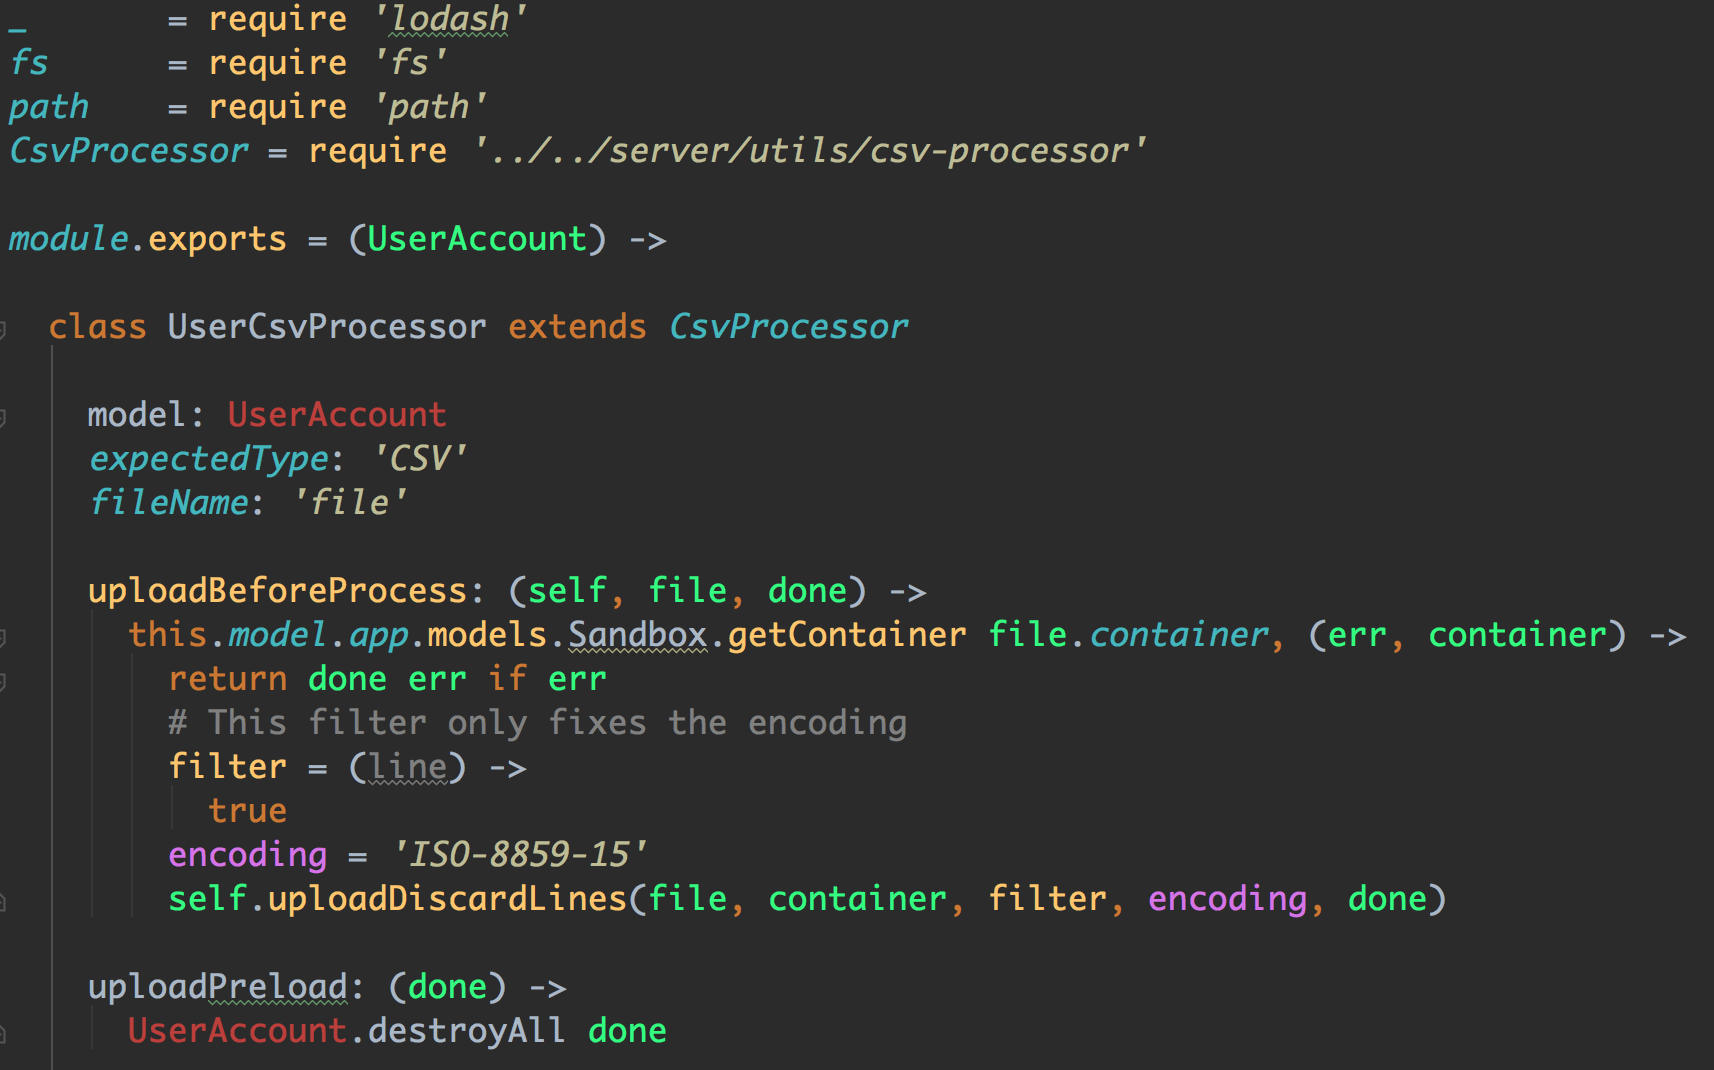 _       = require 'lodash'
fs      = require 'fs'
path    = require 'path'
CsvProcessor = require '../../server/utils/csv-processor'
module.exports = (UserAccount) ->
class UserCsvProcessor extends CsvProcessor
model: UserAccount
expectedType: 'CSV'
fileName: 'file'
uploadBeforeProcess: (self, file, done) ->
this.model.app.models.Sandbox.getContainer file.container, (err, container) ->
return done err if err
# This filter only fixes the encoding
filter = (line) ->
true
encoding = 'ISO-8859-15'
self.uploadDiscardLines(file, container, filter, encoding, done)
uploadPreload: (done) ->
UserAccount.destroyAll done